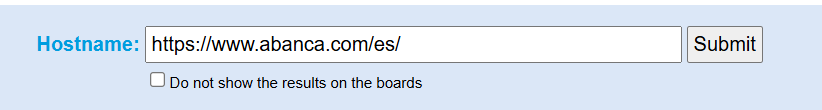 Hostname: https://www.abanca.com/es/ Submit
Do not show the results on the boards